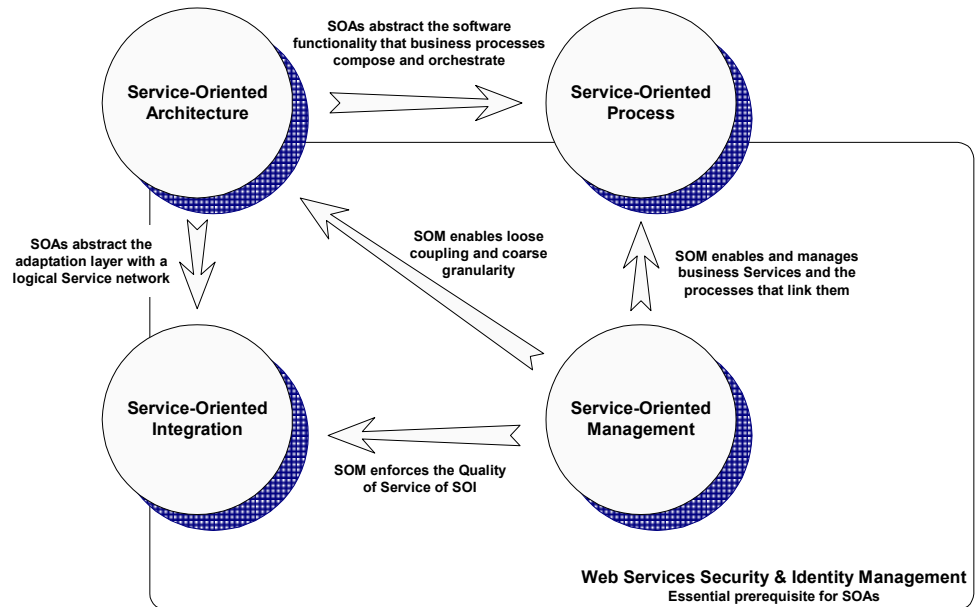 SOAs abstract the software
functionality that business processes
compose and orchestrate
Service-Oriented
Architecture
Service-Oriented
Process
SOAs abstract the
adaptation layer with a
logical Service network
SOM enables loose
coupling and coarse
granularity
SOM enables and manages
business Services and the
processes that link them
Service-Oriented
Integration
Service-Oriented
Management
SOM enforces the Quality
of Service of SOI
Web Services Security & Identity Management
Essential prerequisite for SOAs